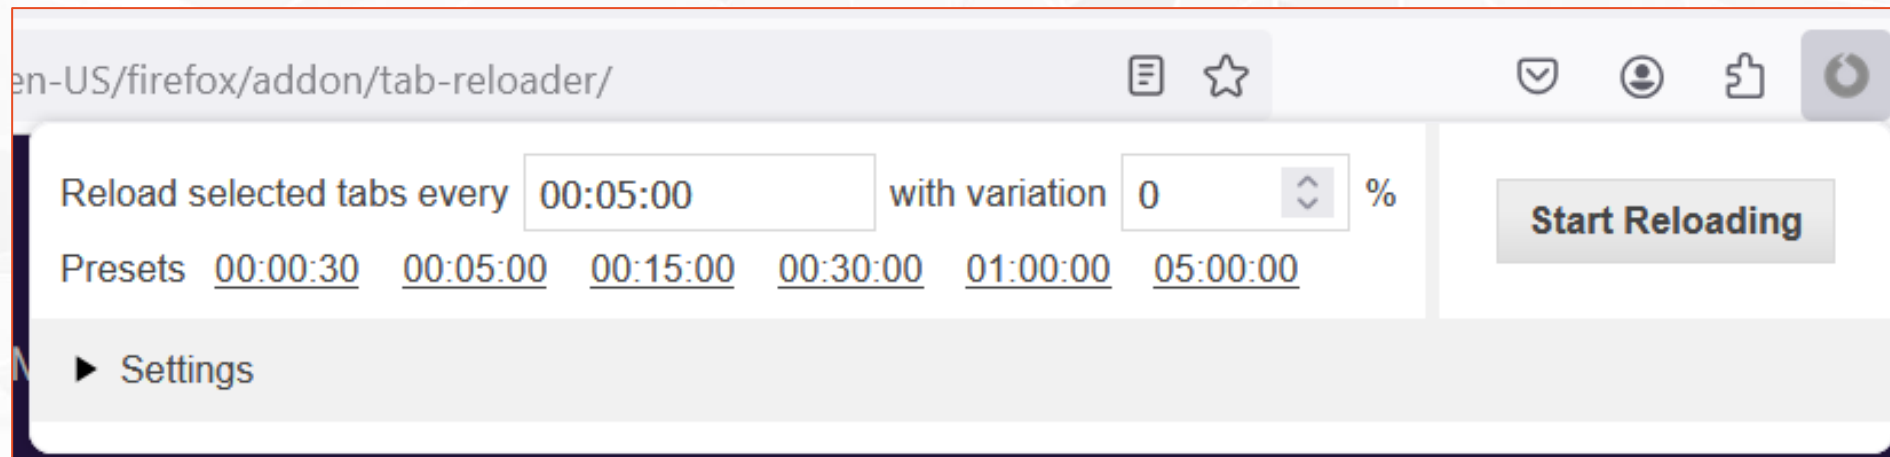 en-US/firefox/addon/tab-reloader/
Reload selected tabs every 00:05:00 with variation 0 %
Start Reloading
Presets 00:00:30 00:05:00 00:15:00 00:30:00 01:00:00 05:00:00
Settings